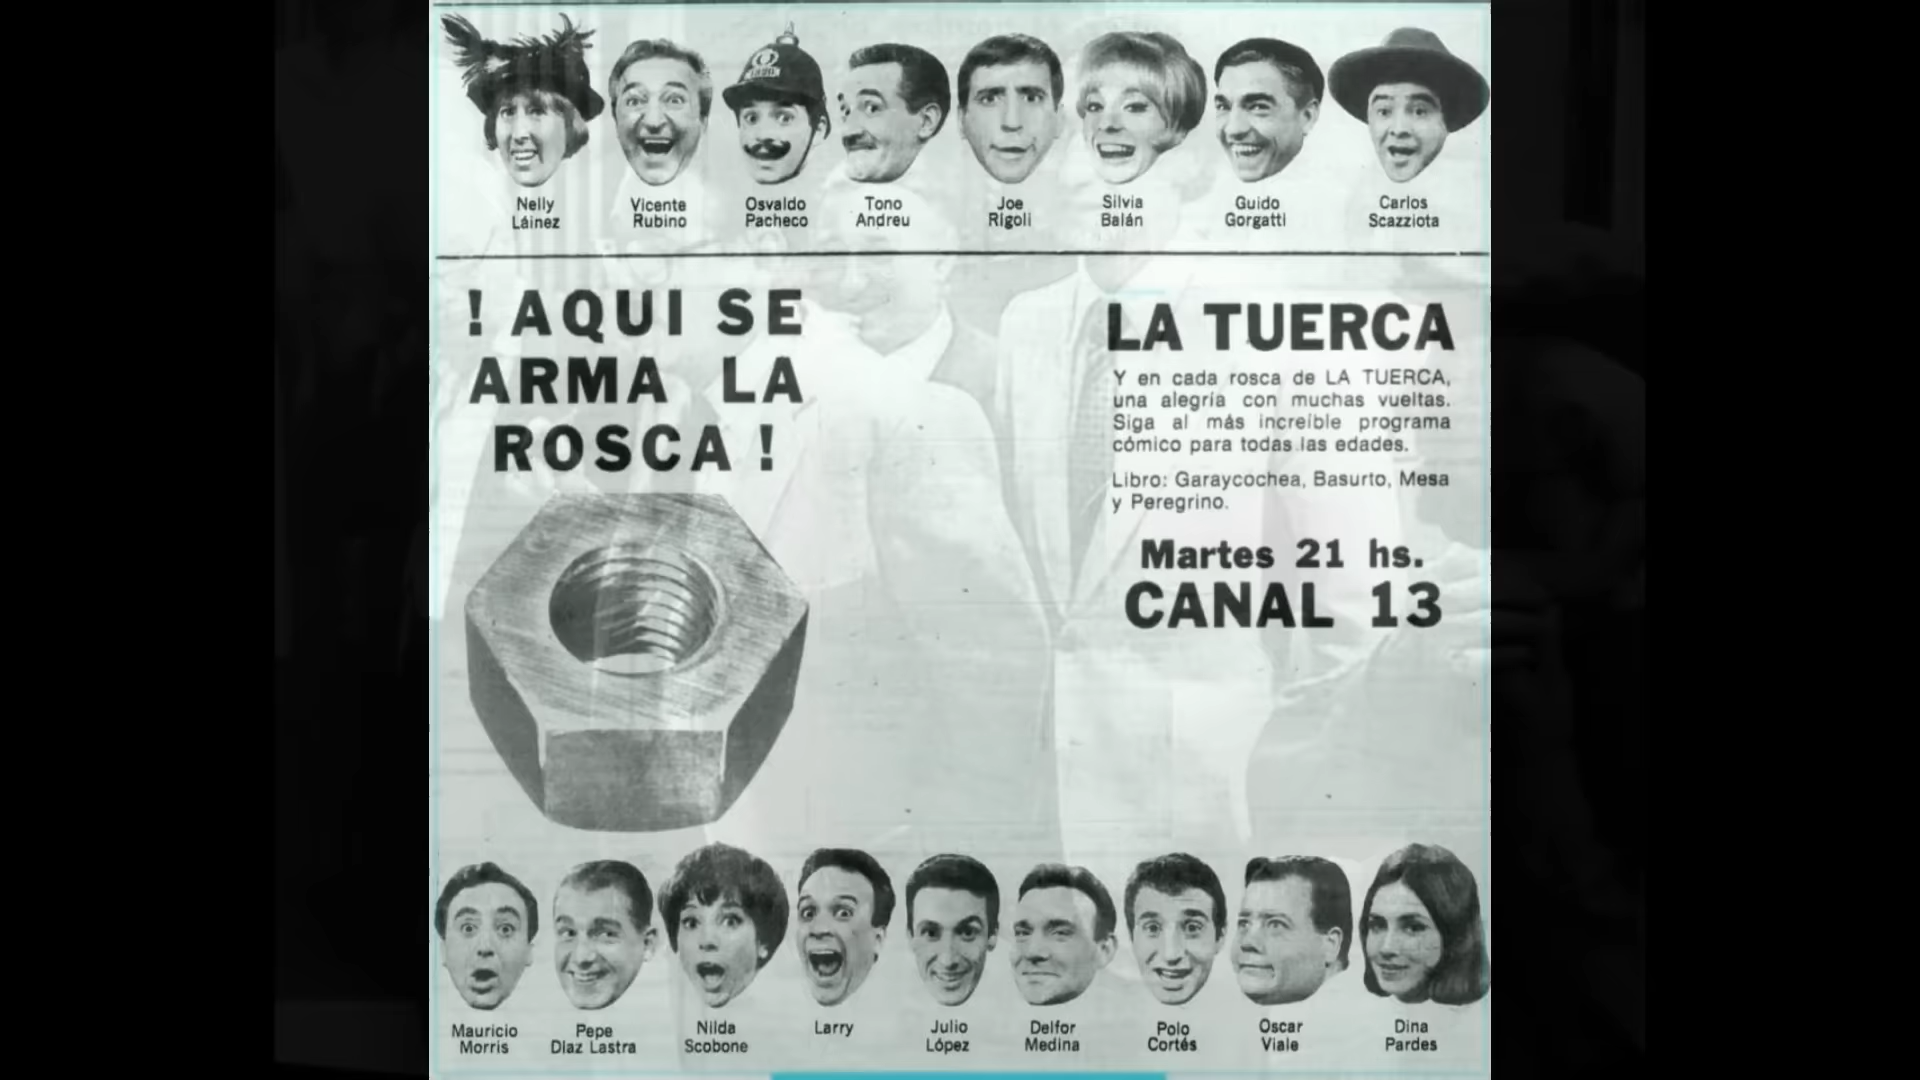 Nelly
Láinez
Vicente
Rubino
Osvaldo
Pacheco
Tono
Andreu
Joe
Rigoli
Silvia
Balán
Guido
Gorgatti
Carlos
Scazziota
! AQUI SE
ARMA LA
ROSCA !
LA TUERCA
Y en cada rosca de LA TUERCA,
una alegría con muchas vueltas.
Siga al más increíble programa
cómico para todas las edades.
Libro: Garaycochea, Basurto, Mesa
y Peregrino.
Martes 21 hs.
CANAL 13
Mauricio
Morris
Pepe
Díaz Lastra
Nilda
Scobone
Larry
Julio
López
Delfor
Medina
Polo
Cortés
Oscar
Viale
Dina
Pardes